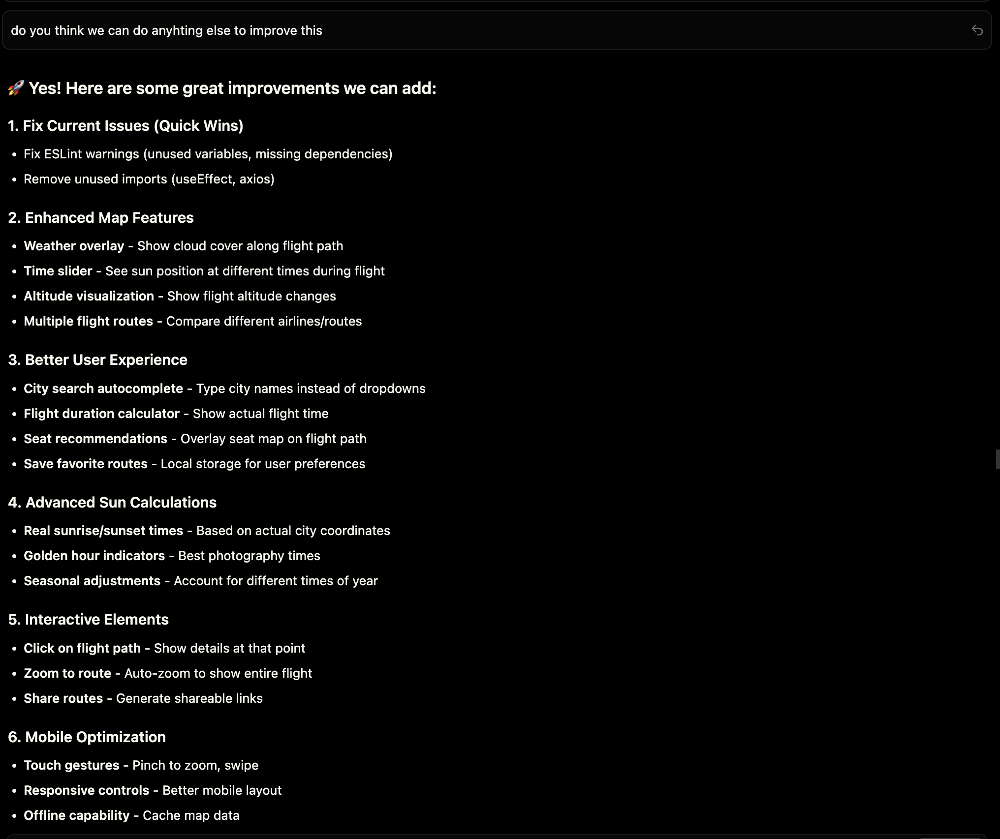 do you think we can do anyhting else to improve this
🚀 Yes! Here are some great improvements we can add:
1. Fix Current Issues (Quick Wins)
• Fix ESLint warnings (unused variables, missing dependencies)
• Remove unused imports (useEffect, axios)
2. Enhanced Map Features
• Weather overlay - Show cloud cover along flight path
• Time slider - See sun position at different times during flight
• Altitude visualization - Show flight altitude changes
• Multiple flight routes - Compare different airlines/routes
3. Better User Experience
• City search autocomplete - Type city names instead of dropdowns
• Flight duration calculator - Show actual flight time
• Seat recommendations - Overlay seat map on flight path
• Save favorite routes - Local storage for user preferences
4. Advanced Sun Calculations
• Real sunrise/sunset times - Based on actual city coordinates
• Golden hour indicators - Best photography times
• Seasonal adjustments - Account for different times of year
5. Interactive Elements
• Click on flight path - Show details at that point
• Zoom to route - Auto-zoom to show entire flight
• Share routes - Generate shareable links
6. Mobile Optimization
• Touch gestures - Pinch to zoom, swipe
• Responsive controls - Better mobile layout
• Offline capability - Cache map data